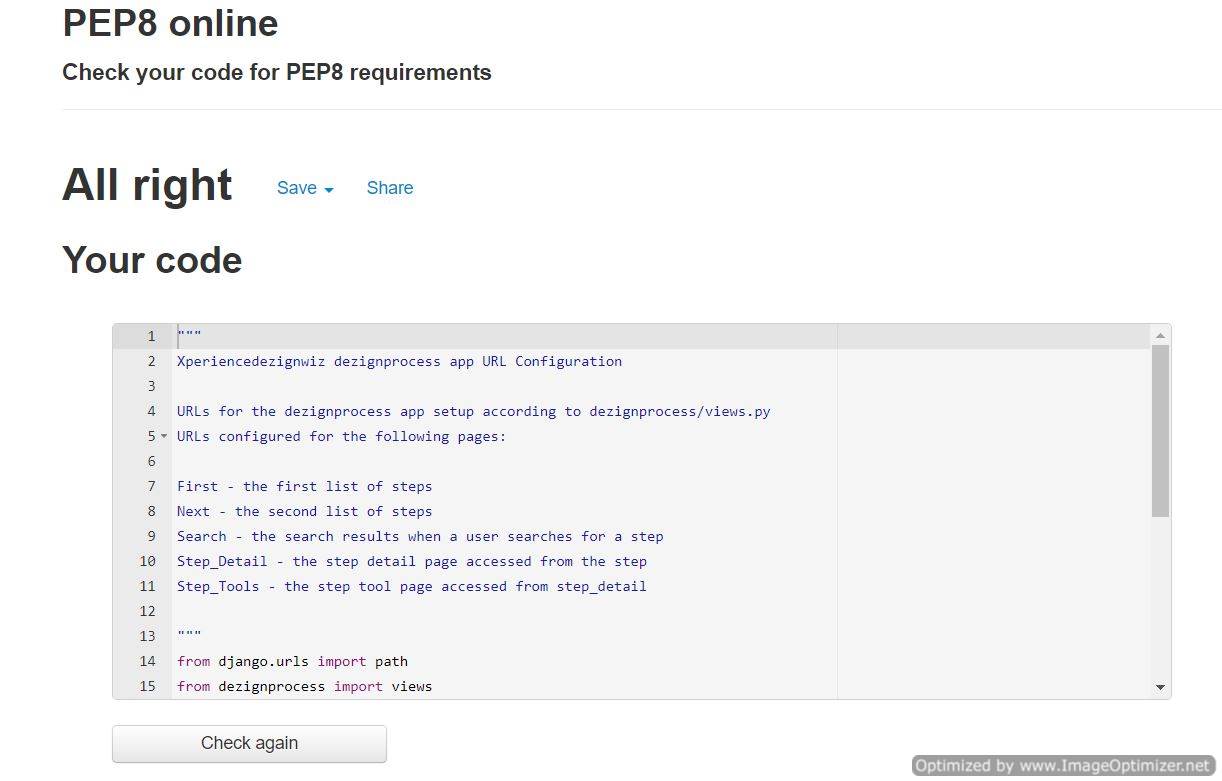 PEP8 online
Check your code for PEP8 requirements
All right Save Share
Your code
1 """
2 Xperiencedezignwiz dezignprocess app URL Configuration
3
4 URLs for the dezignprocess app setup according to dezignprocess/views.py
5 URLs configured for the following pages:
6
7 First - the first list of steps
8 Next - the second list of steps
9 Search - the search results when a user searches for a step
10 Step_Detail - the step detail page accessed from the step
11 Step_Tools - the step tool page accessed from step_detail
12
13 """
14 from django.urls import path
15 from dezignprocess import views
Check again
Optimized by www.ImageOptimizer.net